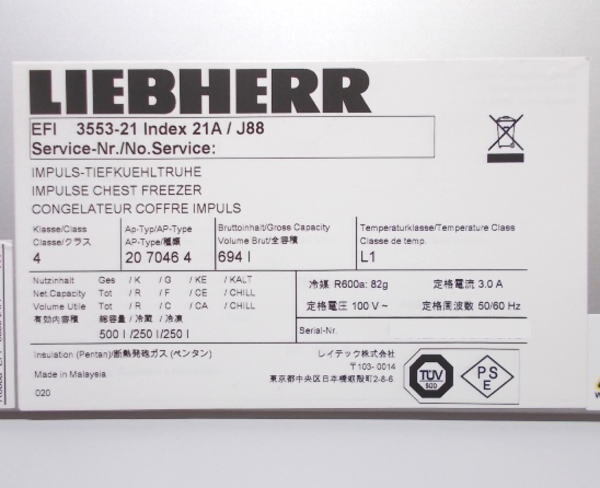 LIEBHERR
EFI 3553-21 Index 21A / J88
Service-Nr./No.Service:
IMPULS-TIEFKUEHLTRUHE
IMPULSE CHEST FREEZER
CONGELATEUR COFFRE IMPULS
Klasse/Class Ap-Typ/AP-Type Bruttoinhalt/Gross Capacity Temperaturklasse/Temperature Class
Classe/クラス AP-Type/種類 Volume Brut/全容積 Classe de temp.
4 20 7046 4 694 l L1
Nutzinhalt Ges / K / G / KE / KALT
Net.Capacity Tot / R / F / CE / CHILL
Volume Utile Tot / R / C / CA / CHILL
有効内容積 総容量 / 冷蔵 / 冷凍
500 l /250 l /250 l
冷媒 R600a: 82g 定格電流 3.0 A
定格電圧 100 V~ 定格周波数 50/60 Hz
Serial-Nr.
Insulation (Pentan)/断熱発砲ガス (ペンタン)
Made in Malaysia
020
レイテック株式会社
〒103-0014
東京都中央区日本橋蛎殻町2-8-6
TÜV
SÜD
PS
E